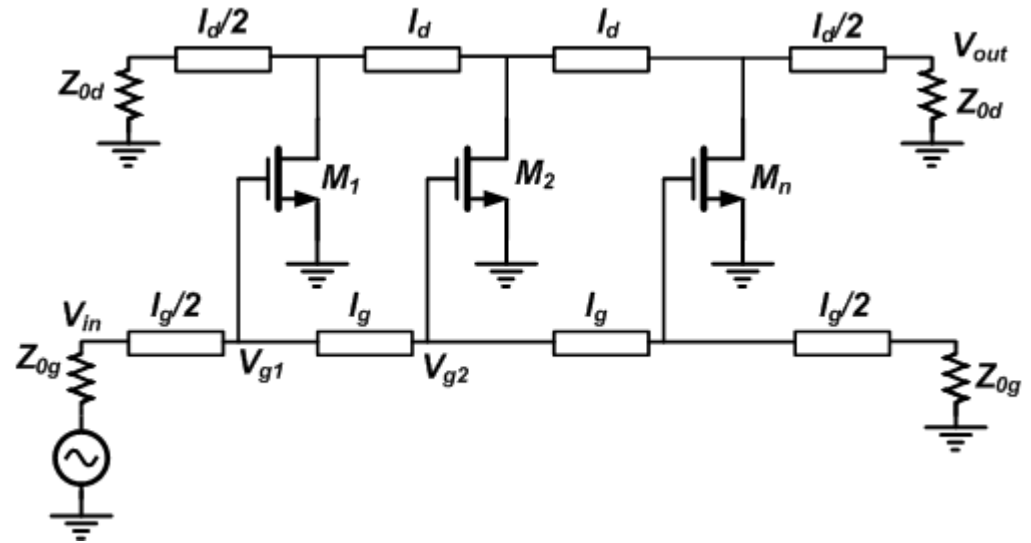 l_d/2 l_d l_d l_d/2
V_out
Z_0d Z_0d
M_1 M_2 M_n
l_g/2 l_g l_g l_g/2
V_in
Z_0g V_g1 V_g2 Z_0g